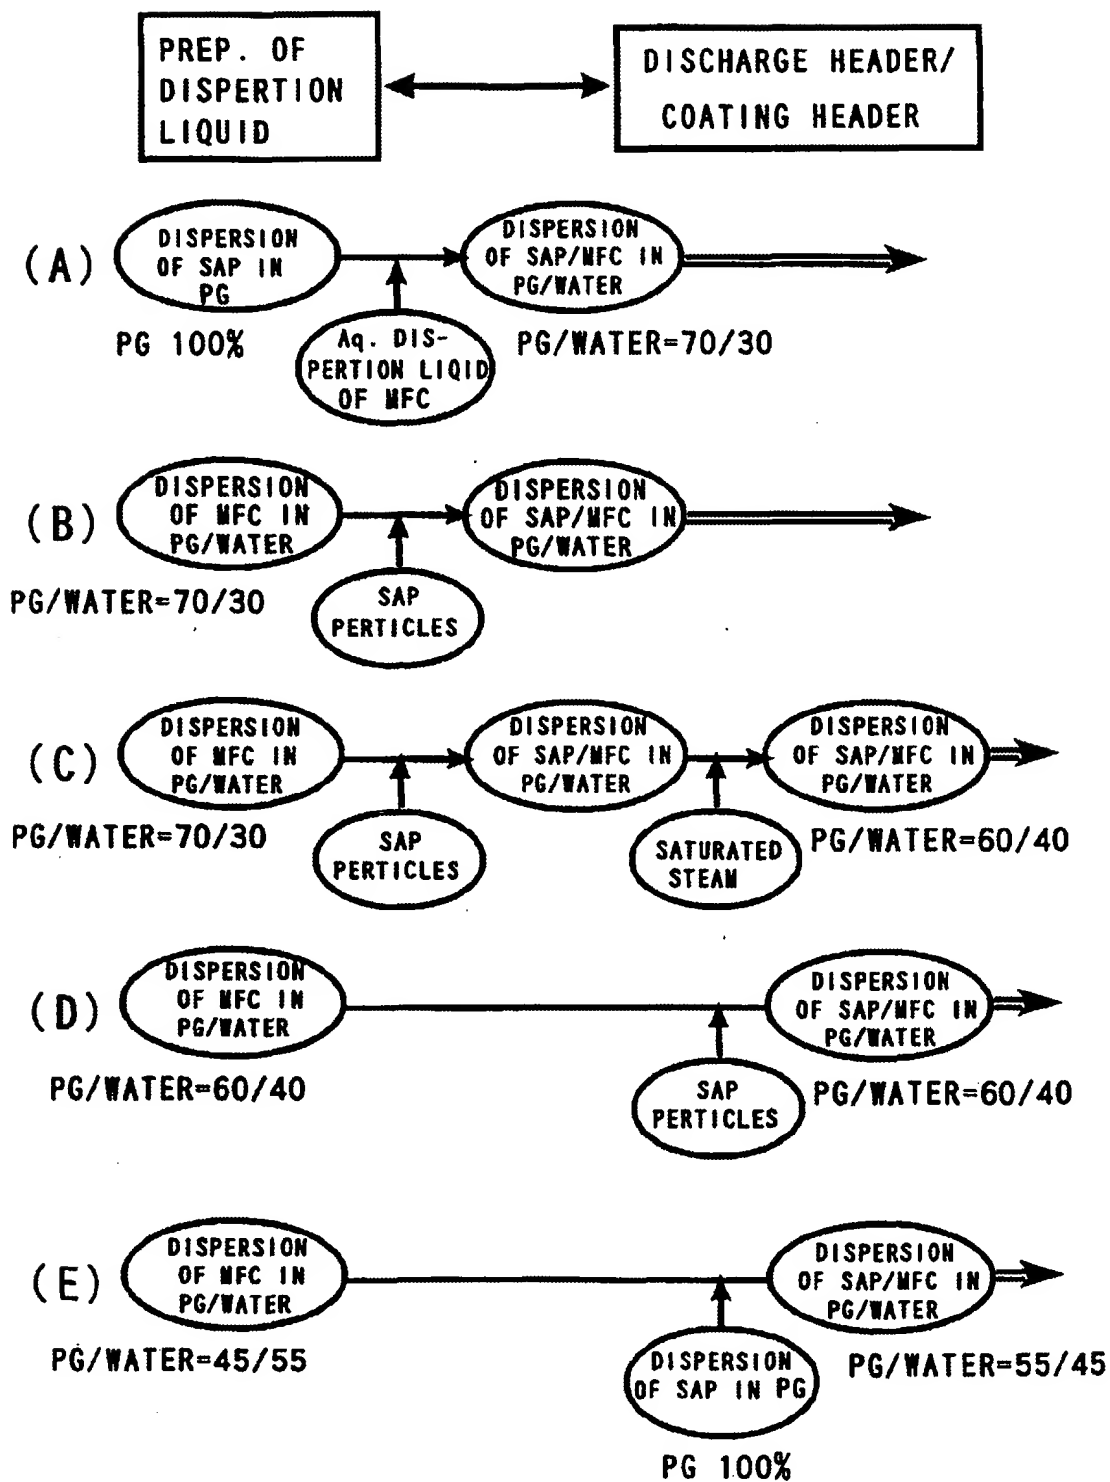 PREP. OF
DISPERTION
LIQUID
DISCHARGE HEADER/
COATING HEADER
(A)
DISPERSION
OF SAP IN
PG
PG 100%
Aq. DIS-
PERTION LIQID
OF MFC
DISPERSION
OF SAP/MFC IN
PG/WATER
PG/WATER=70/30
(B)
DISPERSION
OF MFC IN
PG/WATER
PG/WATER=70/30
SAP
PERTICLES
DISPERSION
OF SAP/MFC IN
PG/WATER
(C)
DISPERSION
OF MFC IN
PG/WATER
PG/WATER=70/30
SAP
PERTICLES
DISPERSION
OF SAP/MFC IN
PG/WATER
SATURATED
STEAM
DISPERSION
OF SAP/MFC IN
PG/WATER
PG/WATER=60/40
(D)
DISPERSION
OF MFC IN
PG/WATER
PG/WATER=60/40
SAP
PERTICLES
DISPERSION
OF SAP/MFC IN
PG/WATER
PG/WATER=60/40
(E)
DISPERSION
OF MFC IN
PG/WATER
PG/WATER=45/55
DISPERSION
OF SAP IN PG
PG 100%
DISPERSION
OF SAP/MFC IN
PG/WATER
PG/WATER=55/45